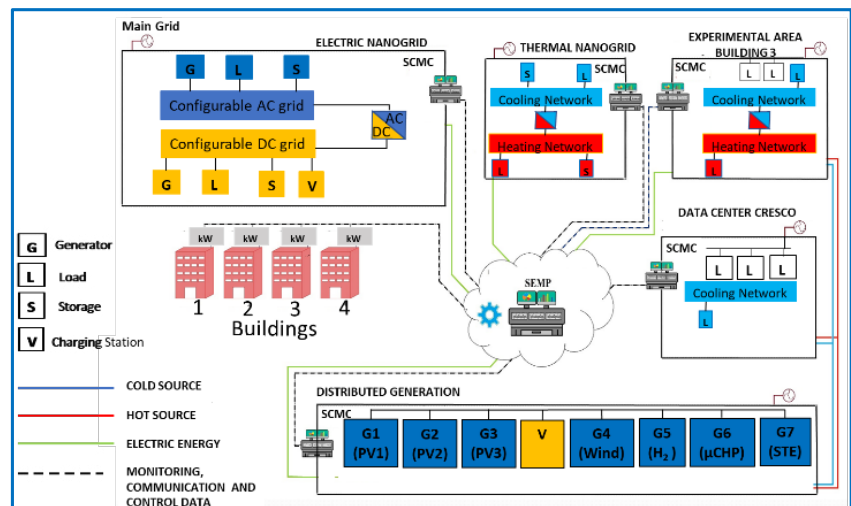 Main Grid
ELECTRIC NANOGRID
SCMC
G
L
S
Configurable AC grid
AC
DC
Configurable DC grid
G
L
S
V
THERMAL NANOGRID
SCMC
S
L
Cooling Network
Heating Network
L
S
EXPERIMENTAL AREA
BUILDING 3
SCMC
L
L
L
Cooling Network
Heating Network
L
G Generator
L Load
S Storage
V Charging Station
kW
kW
kW
kW
1
2
3
4
Buildings
SEMP
DATA CENTER CRESCO
SCMC
L
L
L
Cooling Network
L
COLD SOURCE
HOT SOURCE
ELECTRIC ENERGY
MONITORING,
COMMUNICATION AND
CONTROL DATA
DISTRIBUTED GENERATION
SCMC
G1
(PV1)
G2
(PV2)
G3
(PV3)
V
G4
(Wind)
G5
(H₂)
G6
(μCHP)
G7
(STE)